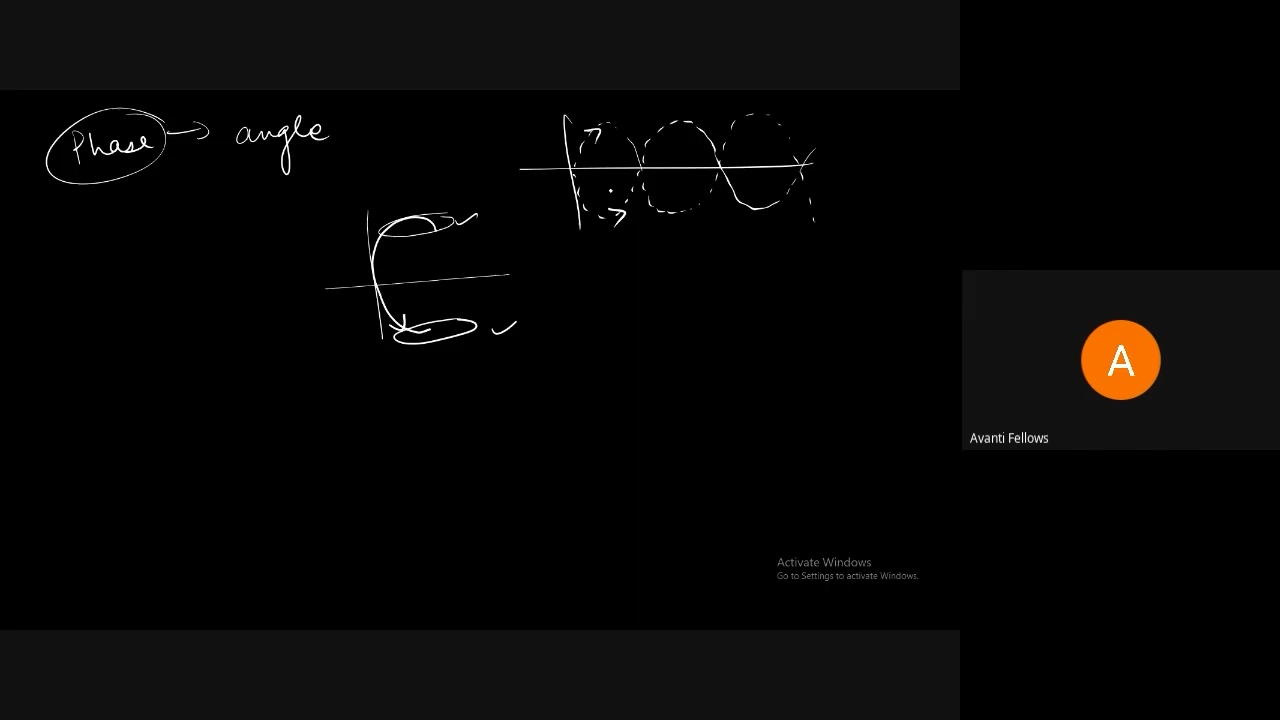 Phase → angle
A
Avanti Fellows
Activate Windows
Go to Settings to activate Windows.